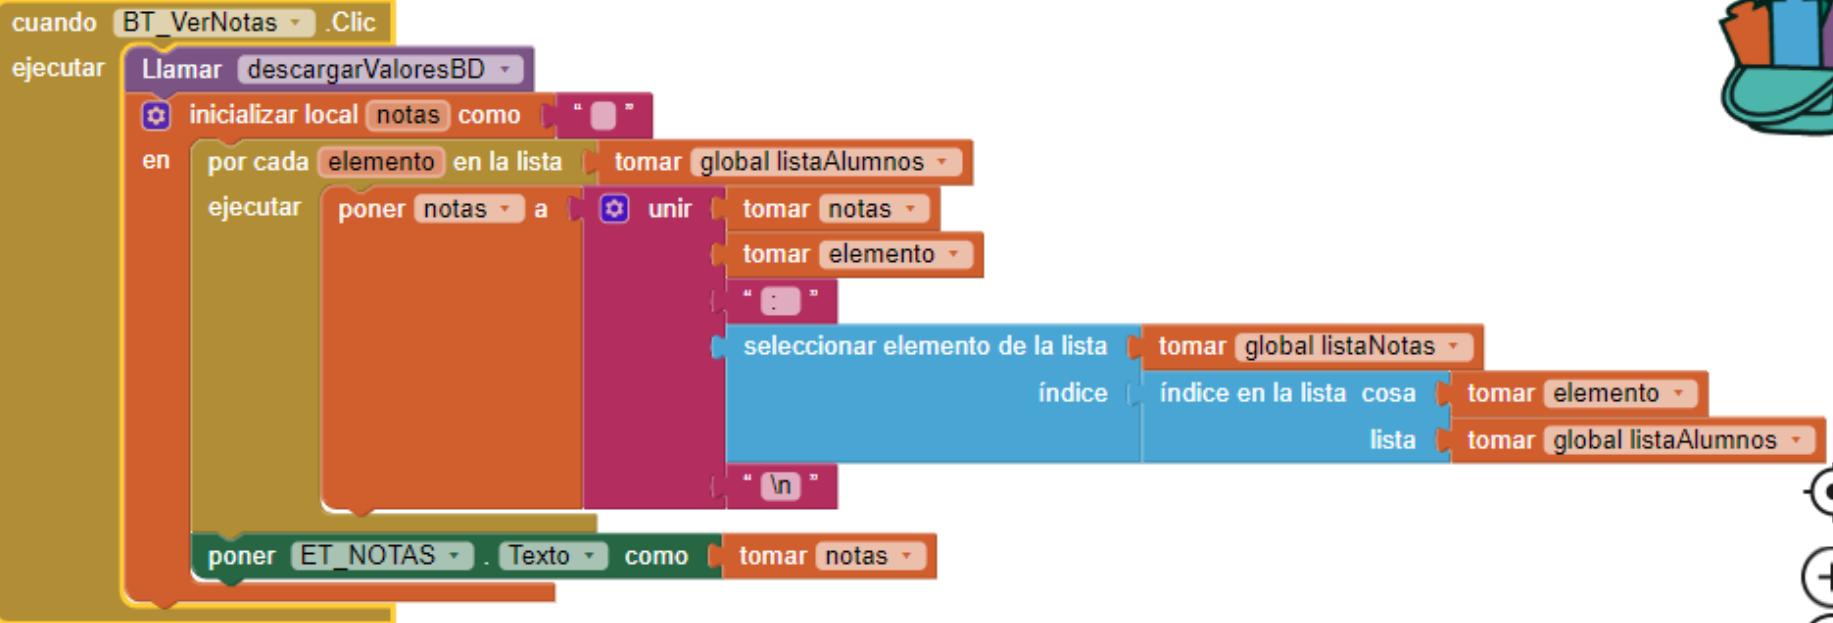 cuando BT_VerNotas .Clic
ejecutar Llamar descargarValoresBD
inicializar local notas como " "
en por cada elemento en la lista tomar global listaAlumnos
ejecutar poner notas a unir tomar notas
tomar elemento
" : "
seleccionar elemento de la lista tomar global listaNotas
índice índice en la lista cosa tomar elemento
lista tomar global listaAlumnos
" \n "
poner ET_NOTAS . Texto como tomar notas